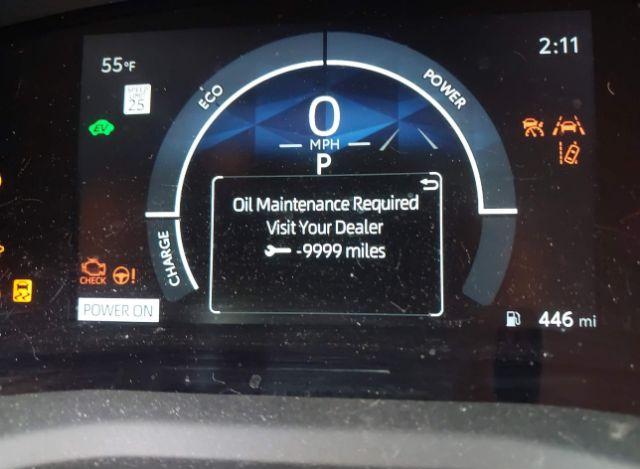 55°F
2:11
SPEED
LIMIT
25
ECO
POWER
EV
0
MPH
P
Oil Maintenance Required
Visit Your Dealer
-9999 miles
CHARGE
CHECK
!
POWER ON
446 mi